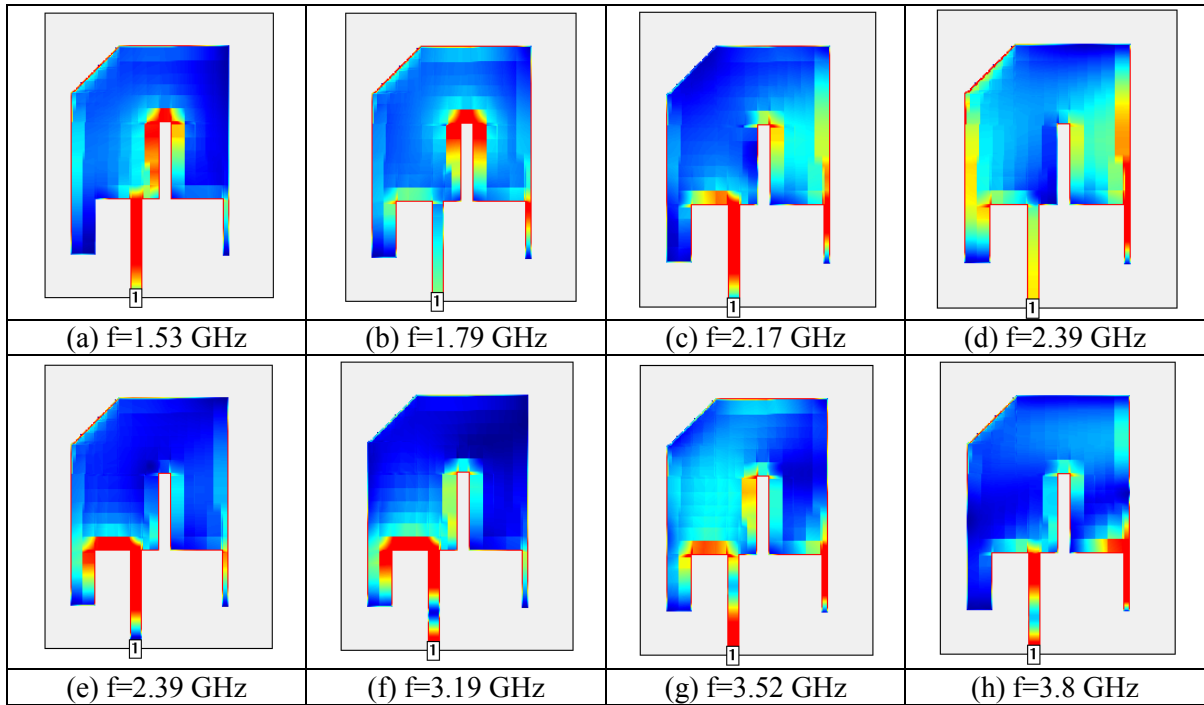 1 1 1 1
(a) f=1.53 GHz (b) f=1.79 GHz (c) f=2.17 GHz (d) f=2.39 GHz
1 1 1 1
(e) f=2.39 GHz (f) f=3.19 GHz (g) f=3.52 GHz (h) f=3.8 GHz